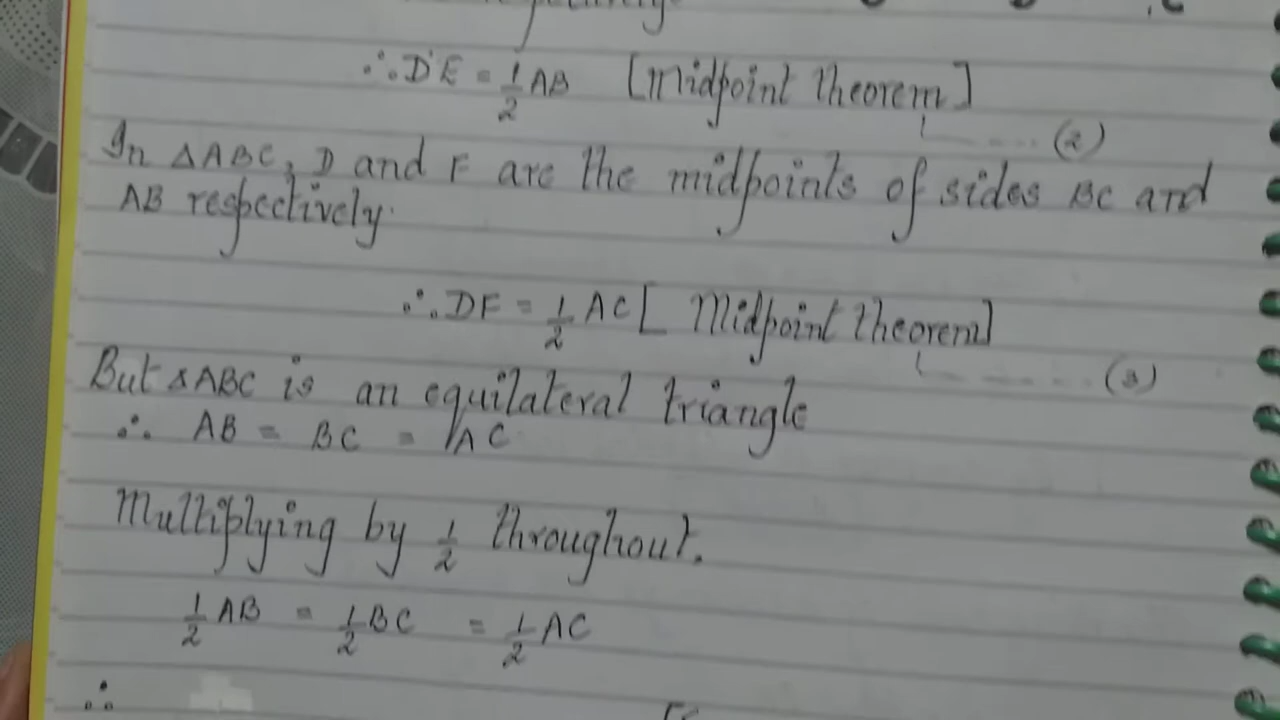 ∴ DE = 1/2 AB [Midpoint theorem]
..... (2)
In ΔABC, D and F are the midpoints of sides BC and
AB respectively.
∴ DF = 1/2 AC [Midpoint theorem]
..... (3)
But ΔABC is an equilateral triangle
∴ AB = BC = AC
Multiplying by 1/2 throughout.
1/2 AB = 1/2 BC = 1/2 AC
∴